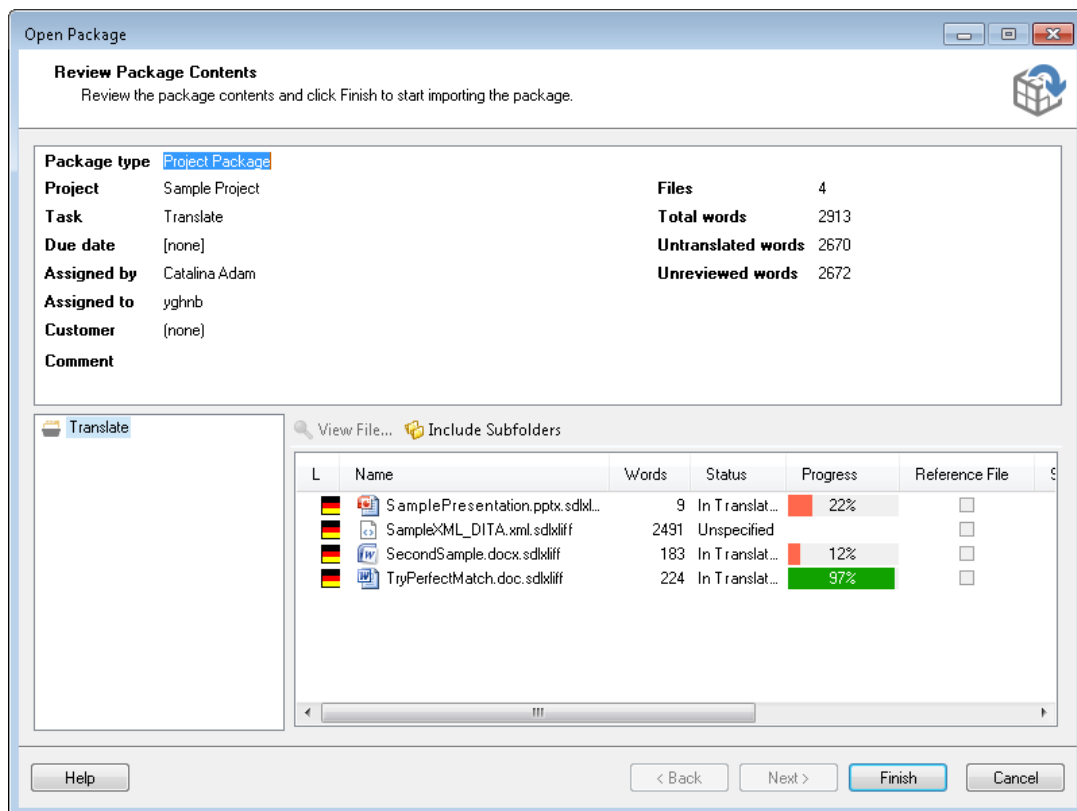 Open Package
Review Package Contents
Review the package contents and click Finish to start importing the package.
Package type Project Package
Project Sample Project
Task Translate
Due date [none]
Assigned by Catalina Adam
Assigned to yghnb
Customer (none)
Comment
Files 4
Total words 2913
Untranslated words 2670
Unreviewed words 2672
Translate
View File... Include Subfolders
L Name Words Status Progress Reference File S
SamplePresentation.pptx.sdlxl... 9 In Translat... 22%
SampleXML_DITA.xml.sdlxliff 2491 Unspecified
SecondSample.docx.sdlxliff 183 In Translat... 12%
TryPerfectMatch.doc.sdlxliff 224 In Translat... 97%
Help < Back Next > Finish Cancel